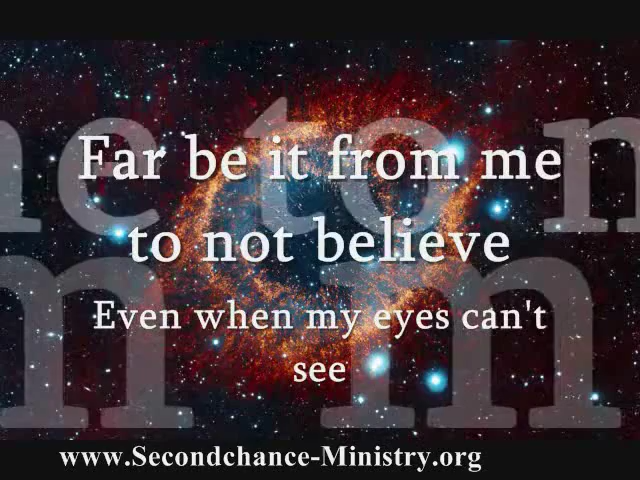 Far be it from me
to not believe
Even when my eyes can't
see
www.Secondchance-Ministry.org